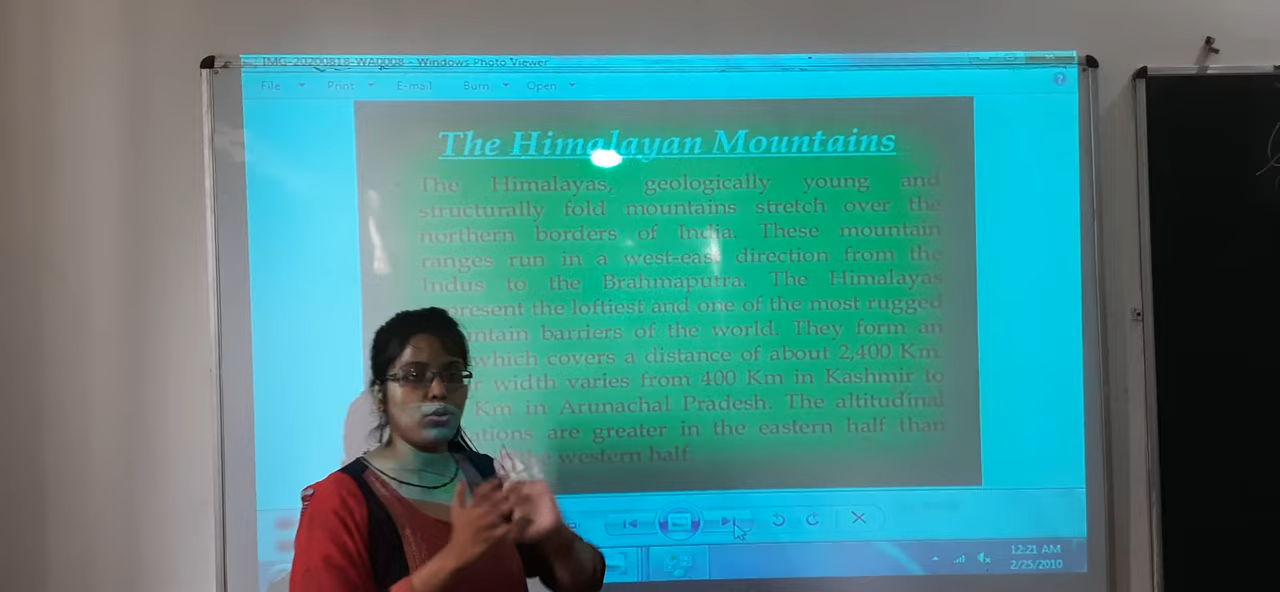 IMG-20200818-WA0008 - Windows Photo Viewer
File Print E-mail Burn Open
The Himalayan Mountains
The Himalayas, geologically young and
structurally fold mountains stretch over the
northern borders of India. These mountain
ranges run in a west-east direction from the
Indus to the Brahmaputra. The Himalayas
present the loftiest and one of the most rugged
barriers of the world. They form an
which covers a distance of about 2,400 Km.
width varies from 400 Km in Kashmir to
Km in Arunachal Pradesh. The altitudinal
are greater in the eastern half than
western half.
12:21 AM
2/25/2010